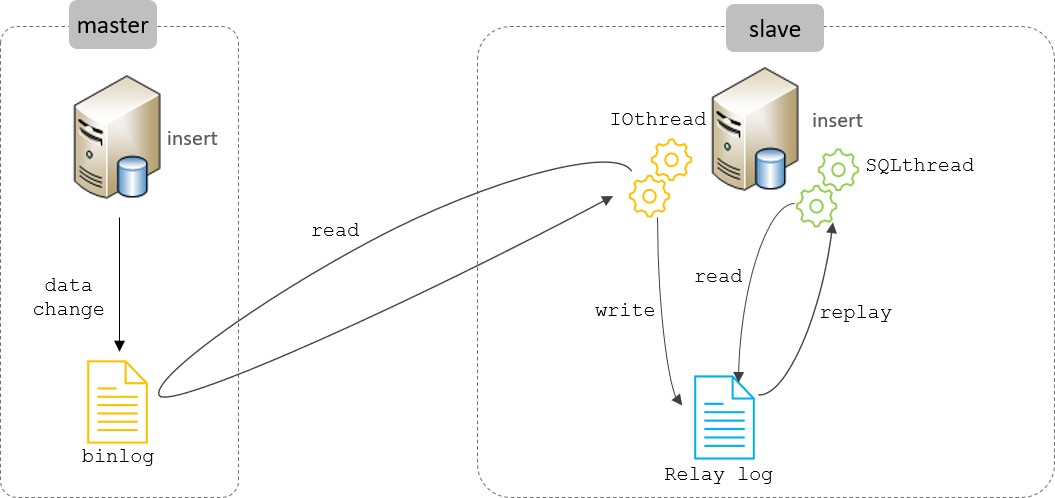 master
insert
data
change
binlog
read
slave
IOthread
insert
SQLthread
read
write
replay
Relay log